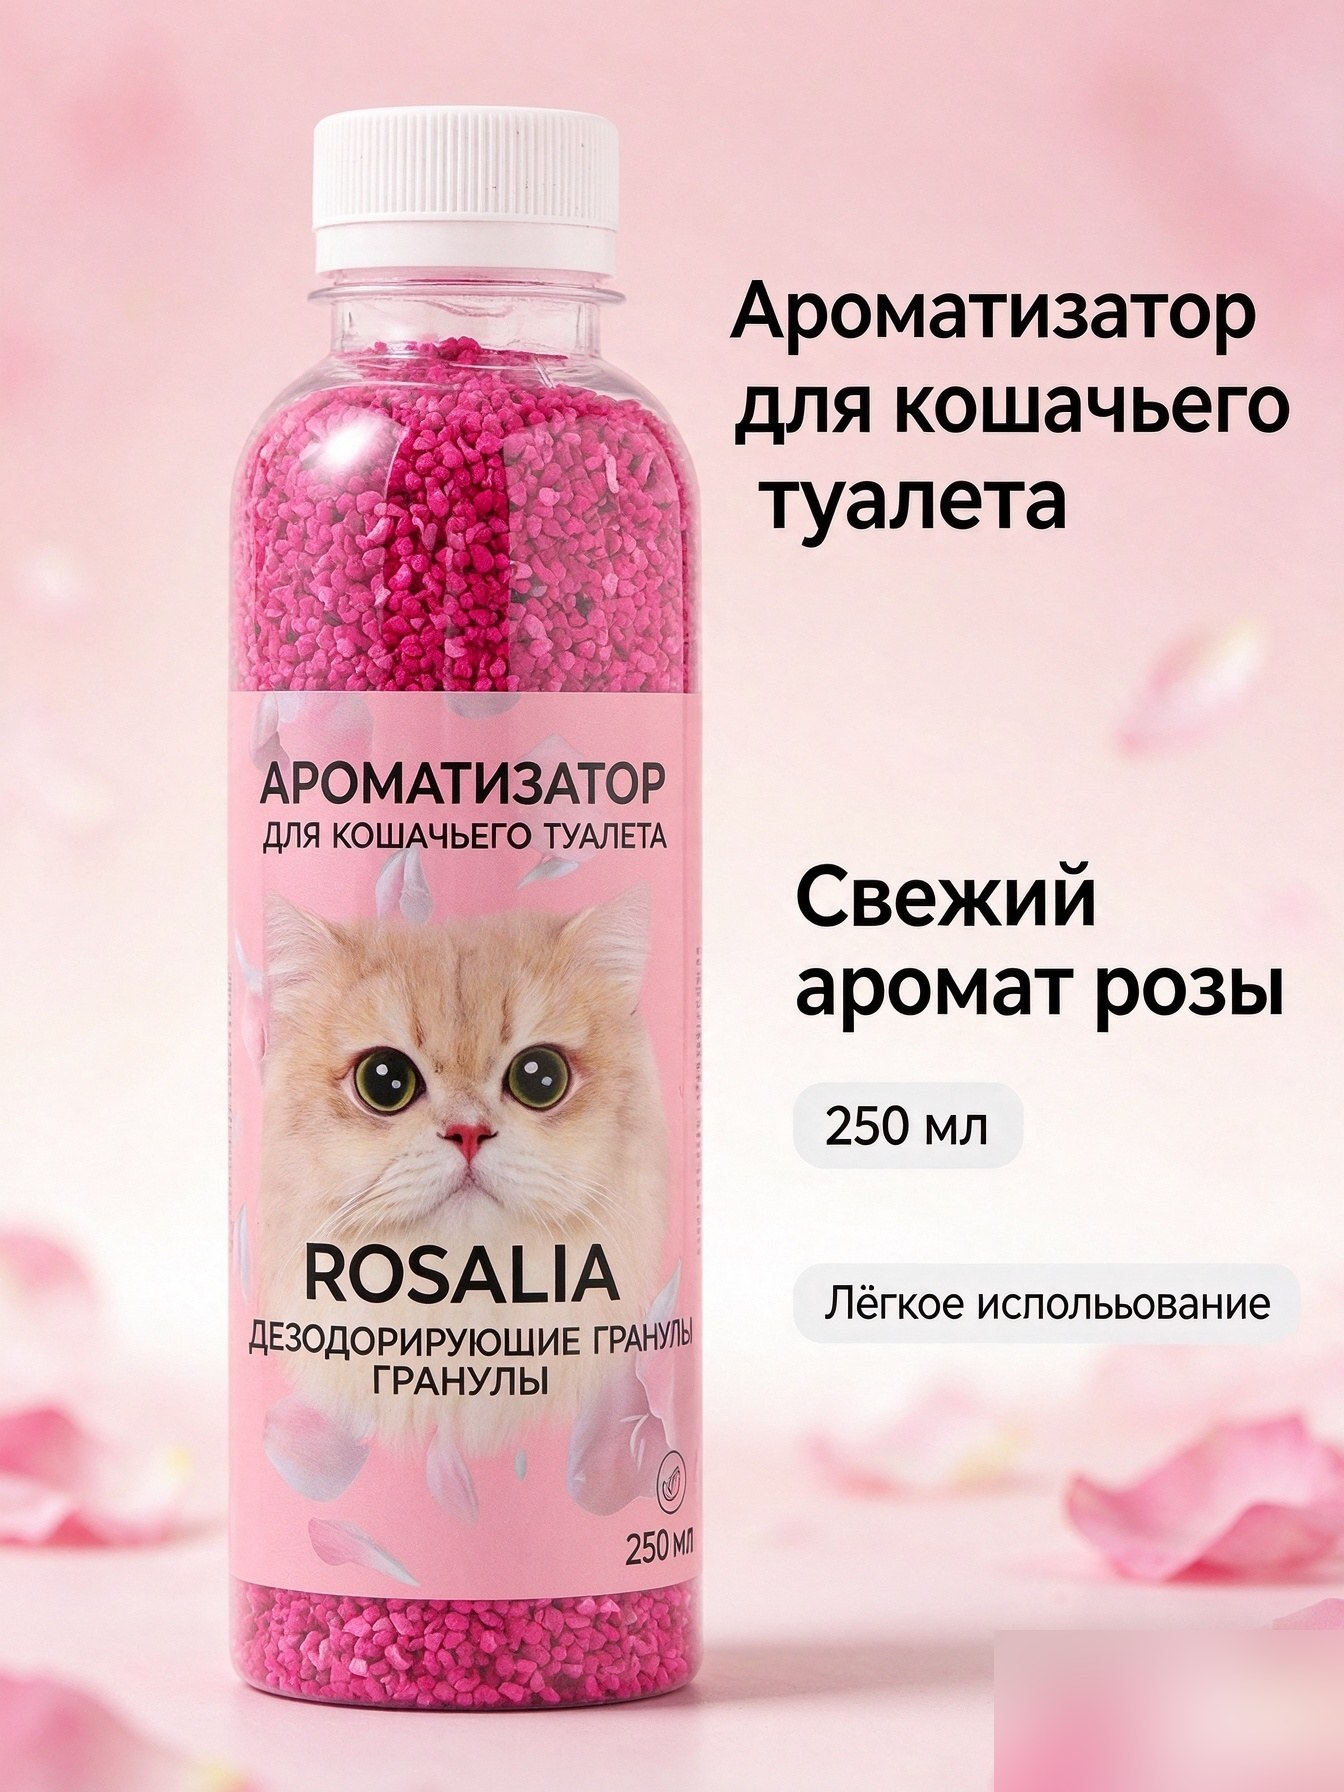 Ароматизатор
для кошачьего
туалета
АРОМАТИЗАТОР
ДЛЯ КОШАЧЬЕГО ТУАЛЕТА
Свежий
аромат розы
250 мл
ROSALIA
Лёгкое исполььование
ДЕЗОДОРИРУЮШИЕ ГРАНУЛЫ
ГРАНУЛЫ
250 мл